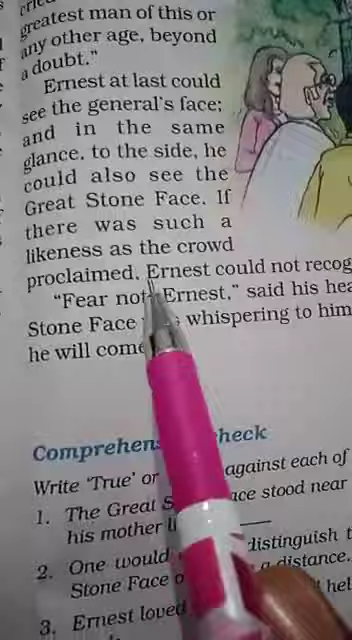 greatest man of this or
any other age, beyond
a doubt."
Ernest at last could
see the general's face;
and in the same
glance, to the side, he
could also see the
Great Stone Face. If
there was such a
likeness as the crowd
proclaimed, Ernest could not recog
"Fear not Ernest," said his hea
Stone Face whispering to him
he will come
Comprehen heck
Write 'True' or against each of
1. The Great S ace stood near
his mother li
2. One would distinguish t
Stone Face o a distance.
3. Ernest loved hel